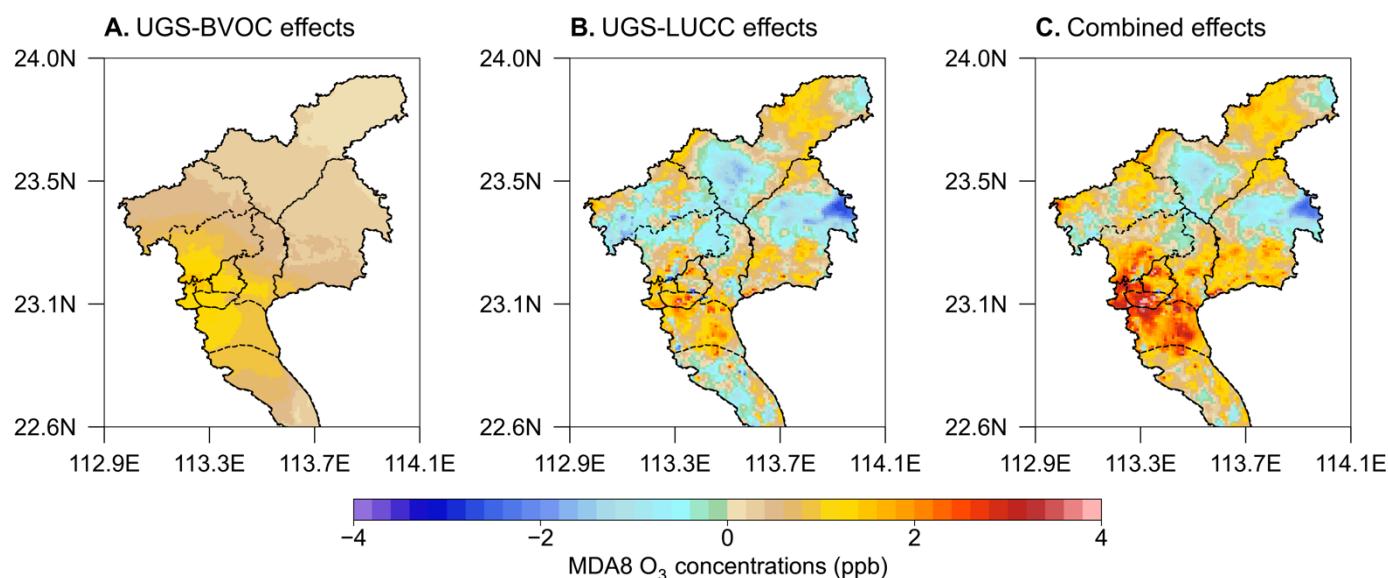 A. UGS-BVOC effects
B. UGS-LUCC effects
C. Combined effects
24.0N
23.5N
23.1N
22.6N
112.9E 113.3E 113.7E 114.1E
24.0N
23.5N
23.1N
22.6N
112.9E 113.3E 113.7E 114.1E
24.0N
23.5N
23.1N
22.6N
112.9E 113.3E 113.7E 114.1E
−4 −2 0 2 4
MDA8 O₃ concentrations (ppb)